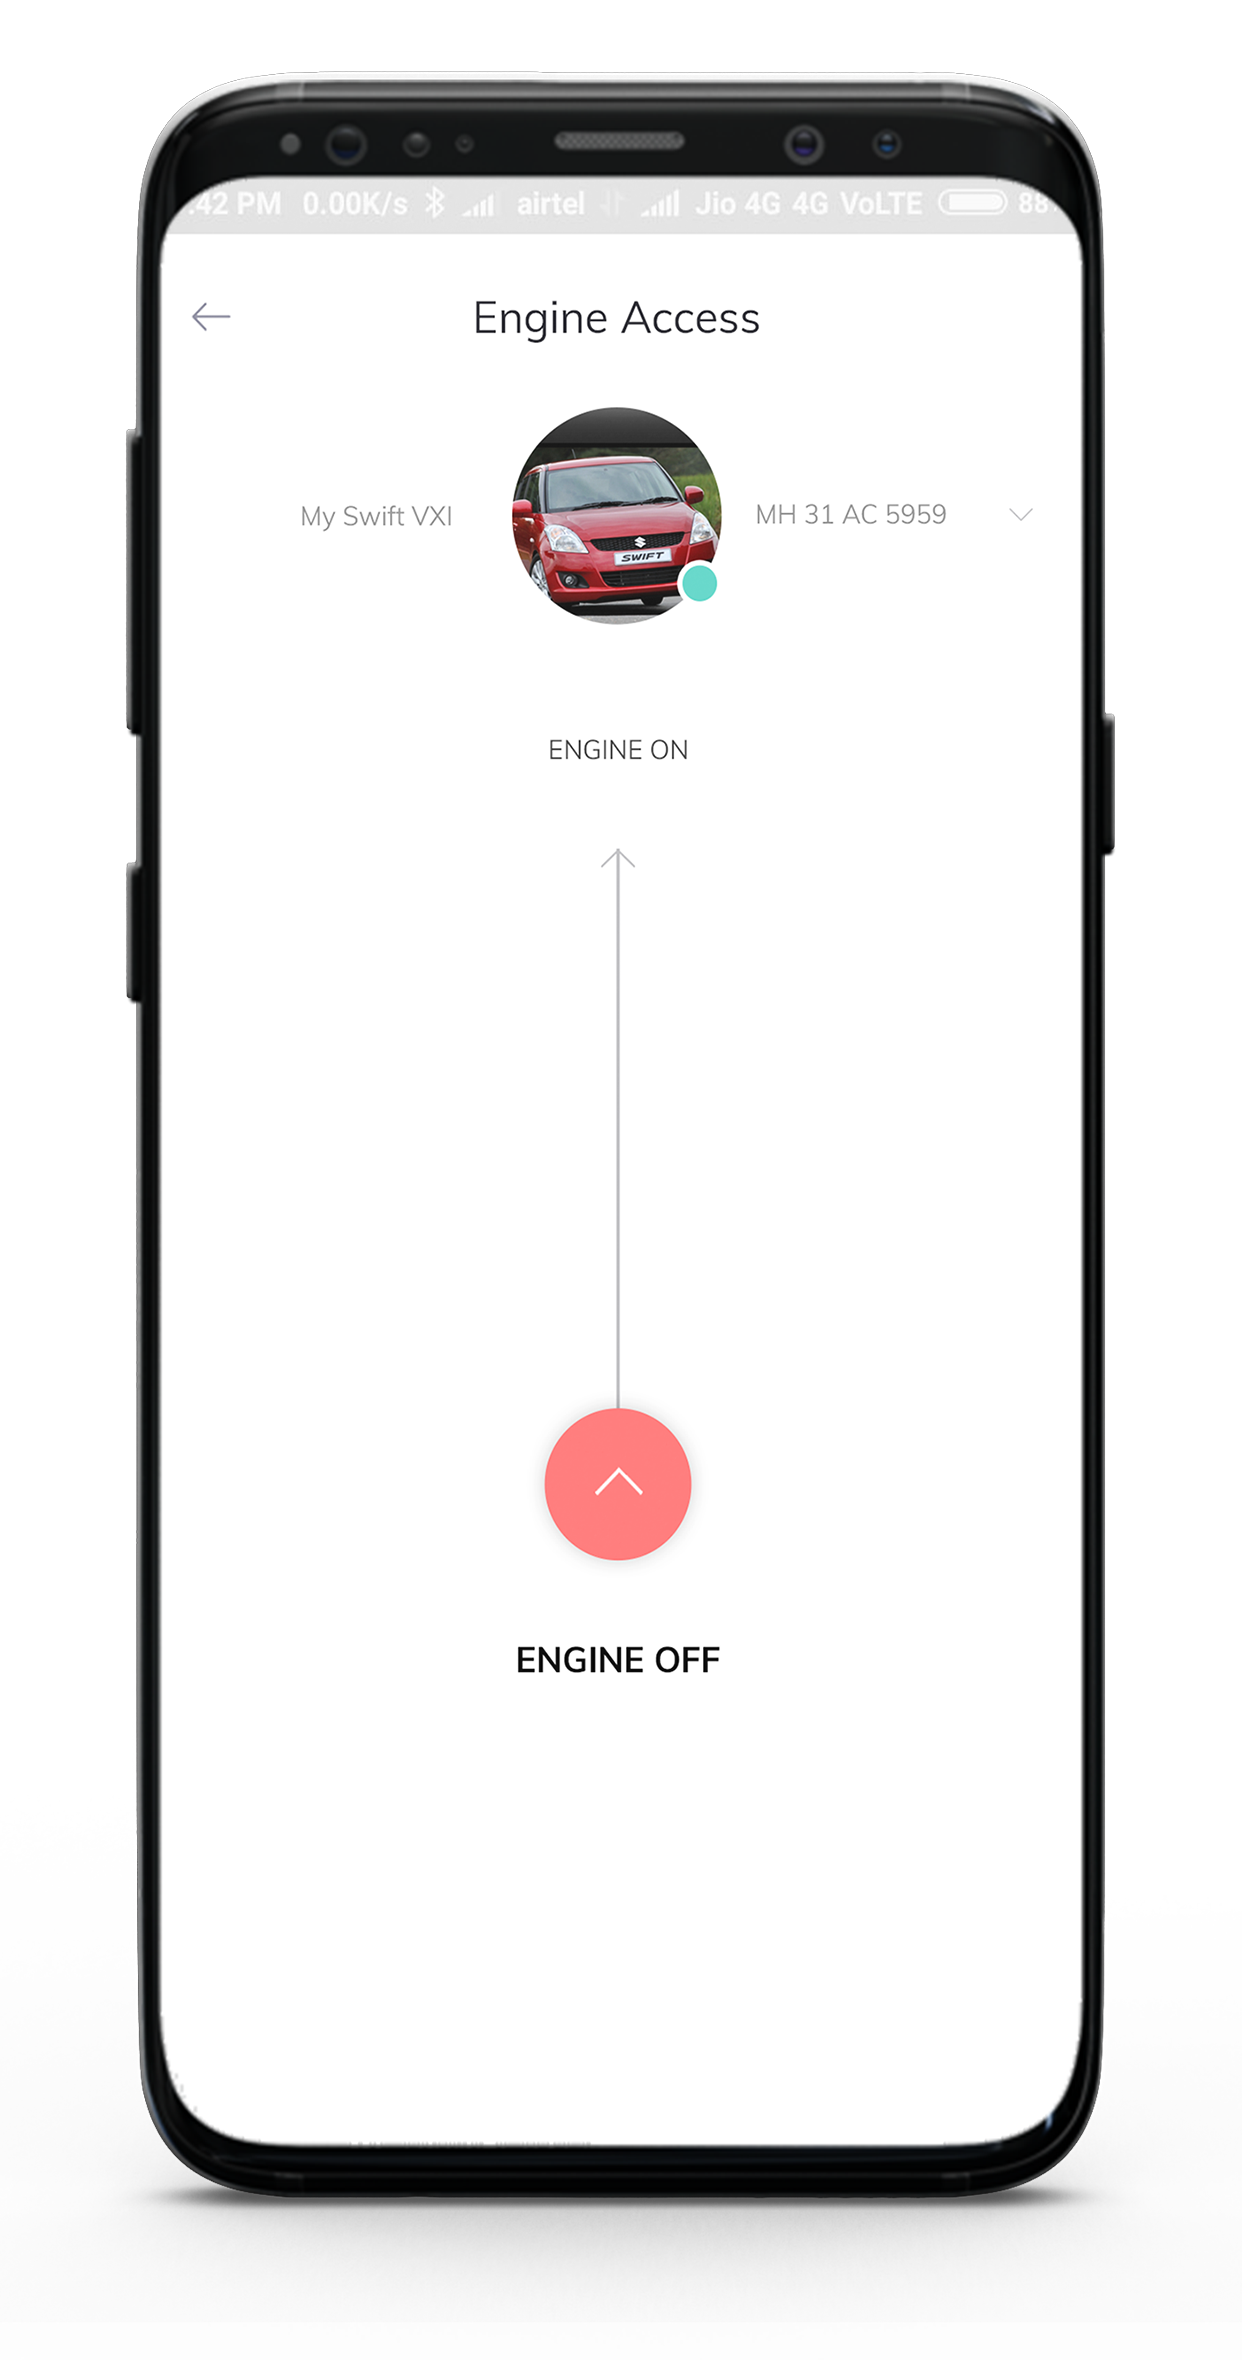 :42 PM 0.00K/s airtel Jio 4G 4G VoLTE 88
Engine Access
My Swift VXI
SWIFT
MH 31 AC 5959
ENGINE ON
ENGINE OFF